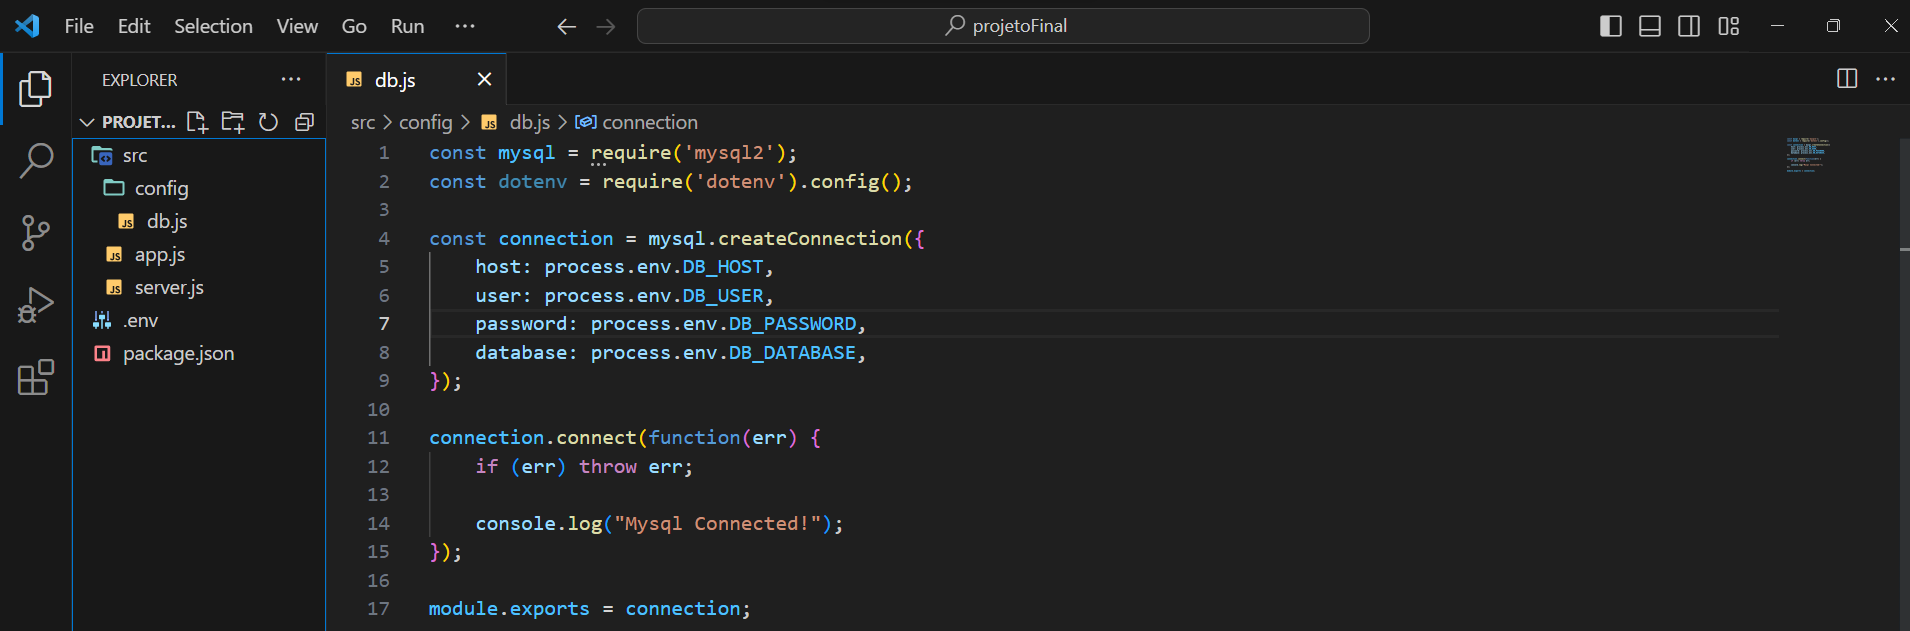 File Edit Selection View Go Run ··· projetoFinal
EXPLORER ···
PROJET...
src
config
db.js
app.js
server.js
.env
package.json
JS db.js
src > config > JS db.js > connection
1 const mysql = require('mysql2');
2 const dotenv = require('dotenv').config();
3
4 const connection = mysql.createConnection({
5     host: process.env.DB_HOST,
6     user: process.env.DB_USER,
7     password: process.env.DB_PASSWORD,
8     database: process.env.DB_DATABASE,
9 });
10
11 connection.connect(function(err) {
12     if (err) throw err;
13
14     console.log("Mysql Connected!");
15 });
16
17 module.exports = connection;